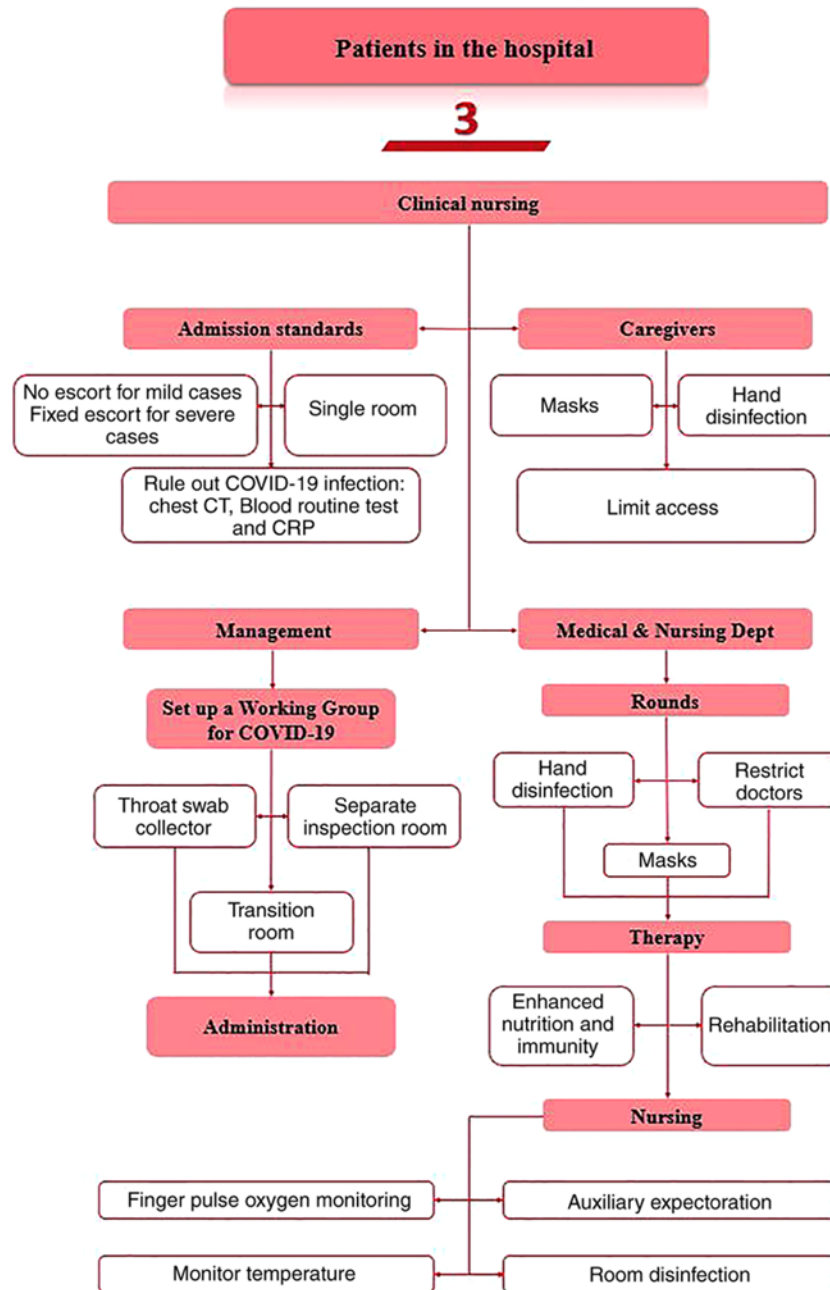 Patients in the hospital
3
Clinical nursing
Admission standards
Caregivers
No escort for mild cases
Fixed escort for severe
cases
Single room
Masks
Hand
disinfection
Rule out COVID-19 infection:
chest CT, Blood routine test
and CRP
Limit access
Management
Medical & Nursing Dept
Set up a Working Group
for COVID-19
Rounds
Throat swab
collector
Separate
inspection room
Hand
disinfection
Restrict
doctors
Masks
Transition
room
Therapy
Administration
Enhanced
nutrition and
immunity
Rehabilitation
Nursing
Finger pulse oxygen monitoring
Auxiliary expectoration
Monitor temperature
Room disinfection